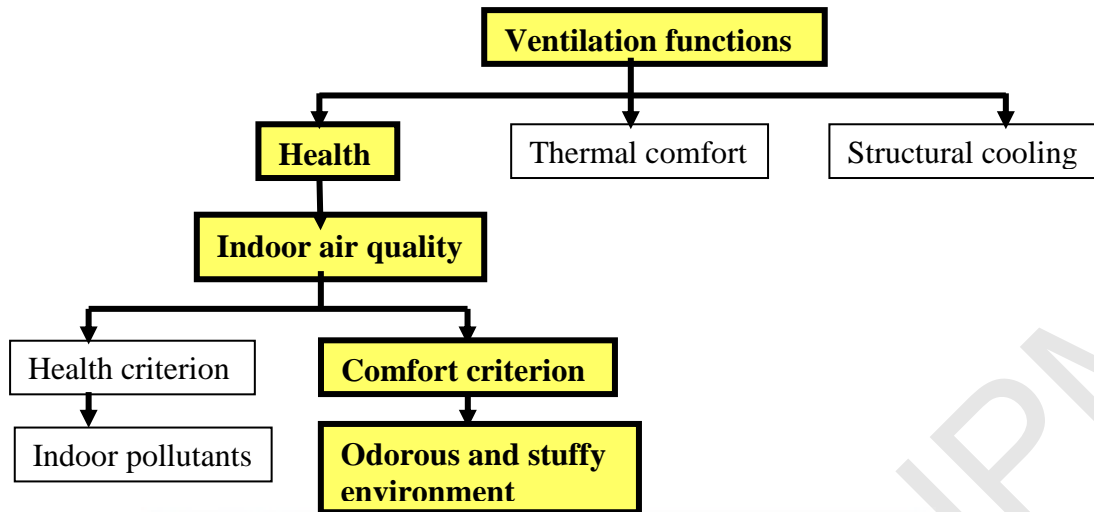 Ventilation functions
Health
Thermal comfort
Structural cooling
Indoor air quality
Health criterion
Comfort criterion
Indoor pollutants
Odorous and stuffy
environment
IPM